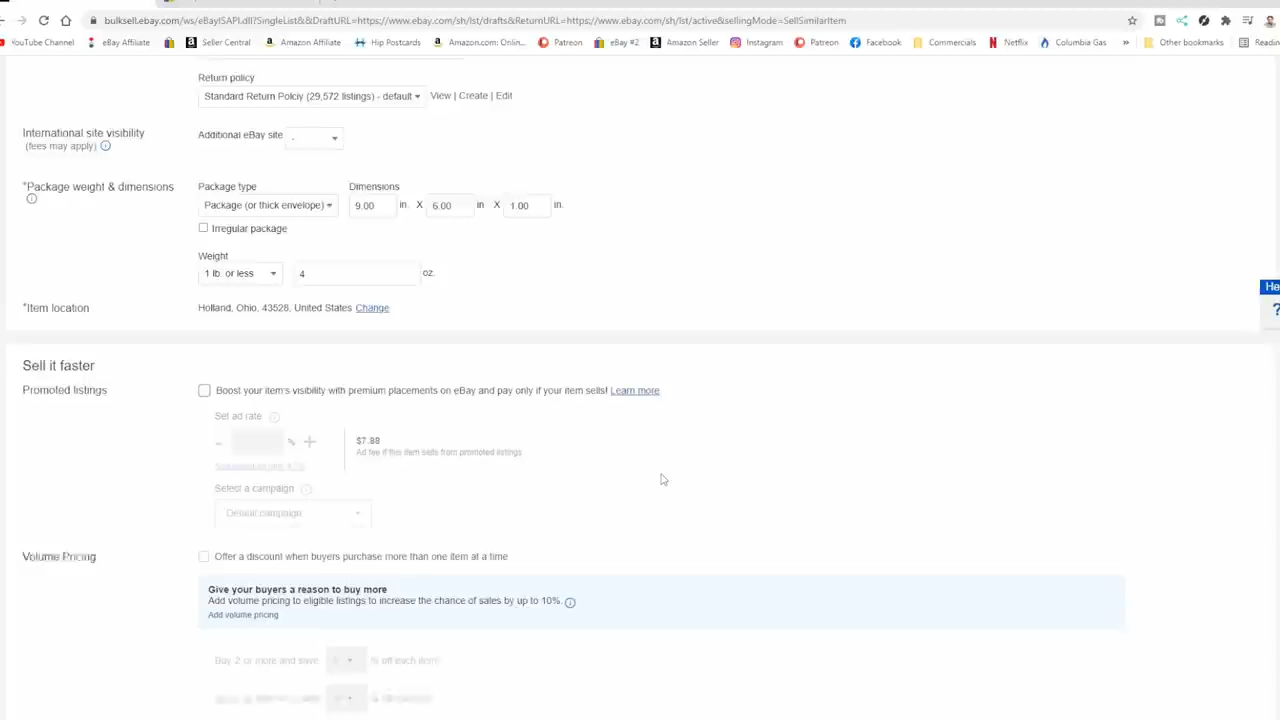 bulksell.ebay.com/ws/eBayISAPI.dll?SingleList&&DraftURL=https://www.ebay.com/sh/lst/drafts&ReturnURL=https://www.ebay.com/sh/lst/active&sellingMode=SellSimilarItem
YouTube Channel eBay Affiliate Seller Central Amazon Affiliate Hip Postcards Amazon.com: Onlin... Patreon eBay #2 Amazon Seller Instagram Patreon Facebook Commercials Netflix Columbia Gas » Other bookmarks Readin
Return policy
Standard Return Polciy (29,572 listings) - default View | Create | Edit
International site visibility Additional eBay site -
(fees may apply)
*Package weight & dimensions Package type Dimensions
Package (or thick envelope) 9.00 in. X 6.00 in X 1.00 in.
Irregular package
Weight
1 lb. or less 4 oz.
*Item location Holland, Ohio, 43528, United States Change
He
?
Sell it faster
Promoted listings Boost your item's visibility with premium placements on eBay and pay only if your item sells! Learn more
Set ad rate
- % + $7.88
Ad fee if this item sells from promoted listings
Select a campaign
Default campaign
Volume Pricing Offer a discount when buyers purchase more than one item at a time
Give your buyers a reason to buy more
Add volume pricing to eligible listings to increase the chance of sales by up to 10%.
Add volume pricing
Buy 2 or more and save % off each item